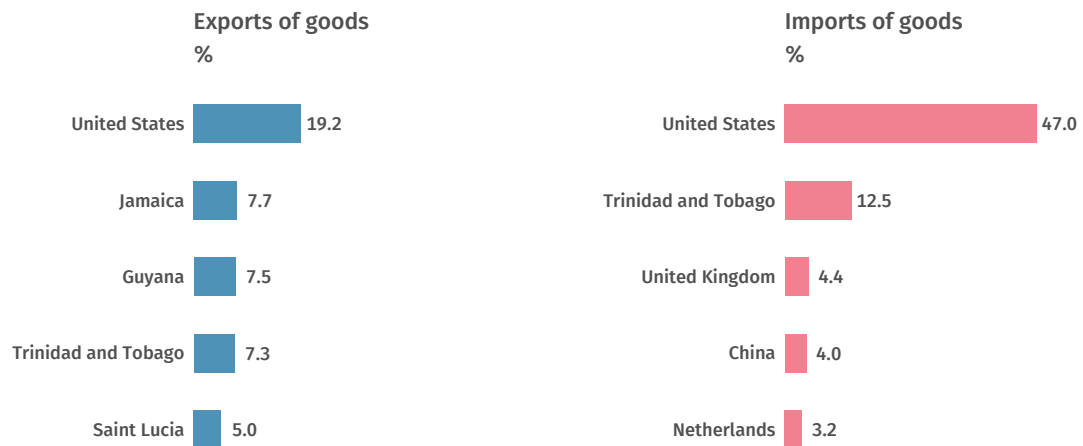 Exports of goods
%
United States 19.2
Jamaica 7.7
Guyana 7.5
Trinidad and Tobago 7.3
Saint Lucia 5.0
Imports of goods
%
United States 47.0
Trinidad and Tobago 12.5
United Kingdom 4.4
China 4.0
Netherlands 3.2